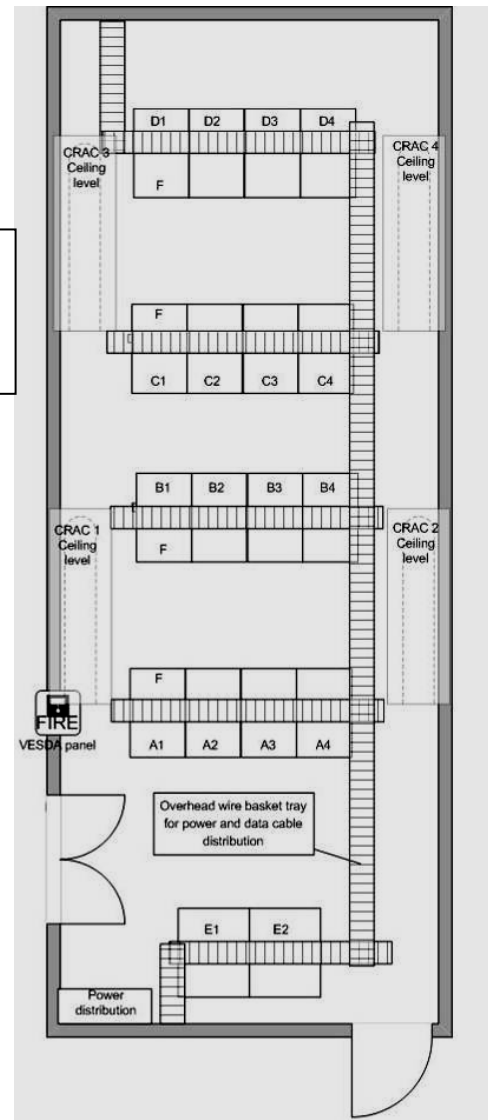 D1 D2 D3 D4
CRAC 3
Ceiling
level
CRAC 4
Ceiling
level
F
F
C1 C2 C3 C4
B1 B2 B3 B4
CRAC 1
Ceiling
level
CRAC 2
Ceiling
level
F
F
FIRE
VESDA panel
A1 A2 A3 A4
Overhead wire basket tray
for power and data cable
distribution
E1 E2
Power
distribution